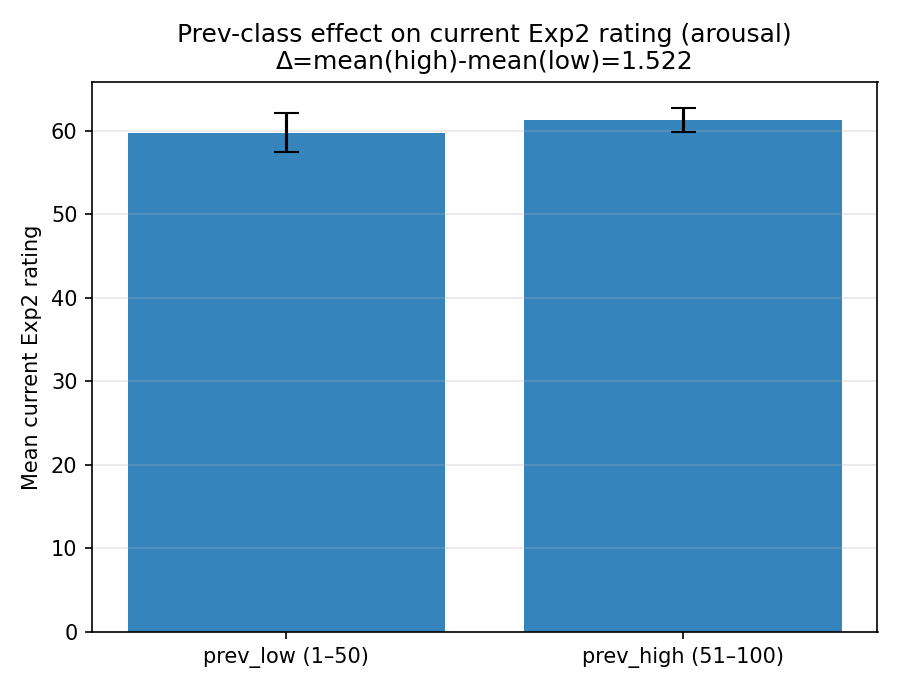 Prev-class effect on current Exp2 rating (arousal)
Δ=mean(high)-mean(low)=1.522
Mean current Exp2 rating
60
50
40
30
20
10
0
prev_low (1–50)
prev_high (51–100)